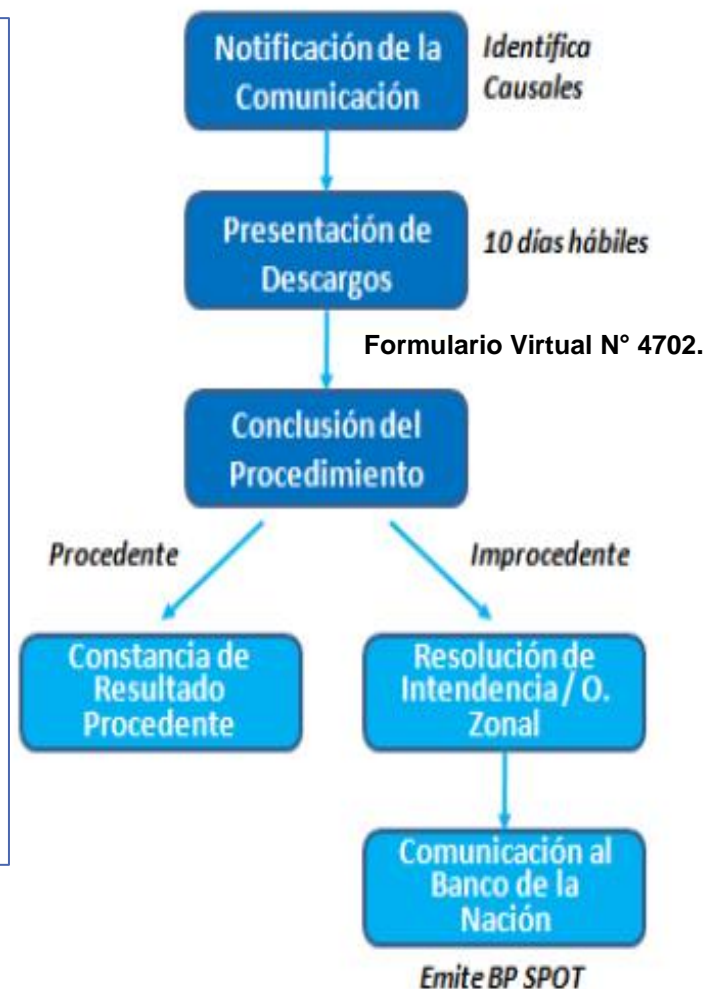 Notificación de la
Comunicación
Identifica
Causales
Presentación de
Descargos
10 días hábiles
Formulario Virtual N° 4702.
Conclusión del
Procedimiento
Procedente
Improcedente
Constancia de
Resultado
Procedente
Resolución de
Intendencia / O.
Zonal
Comunicación al
Banco de la
Nación
Emite BP SPOT